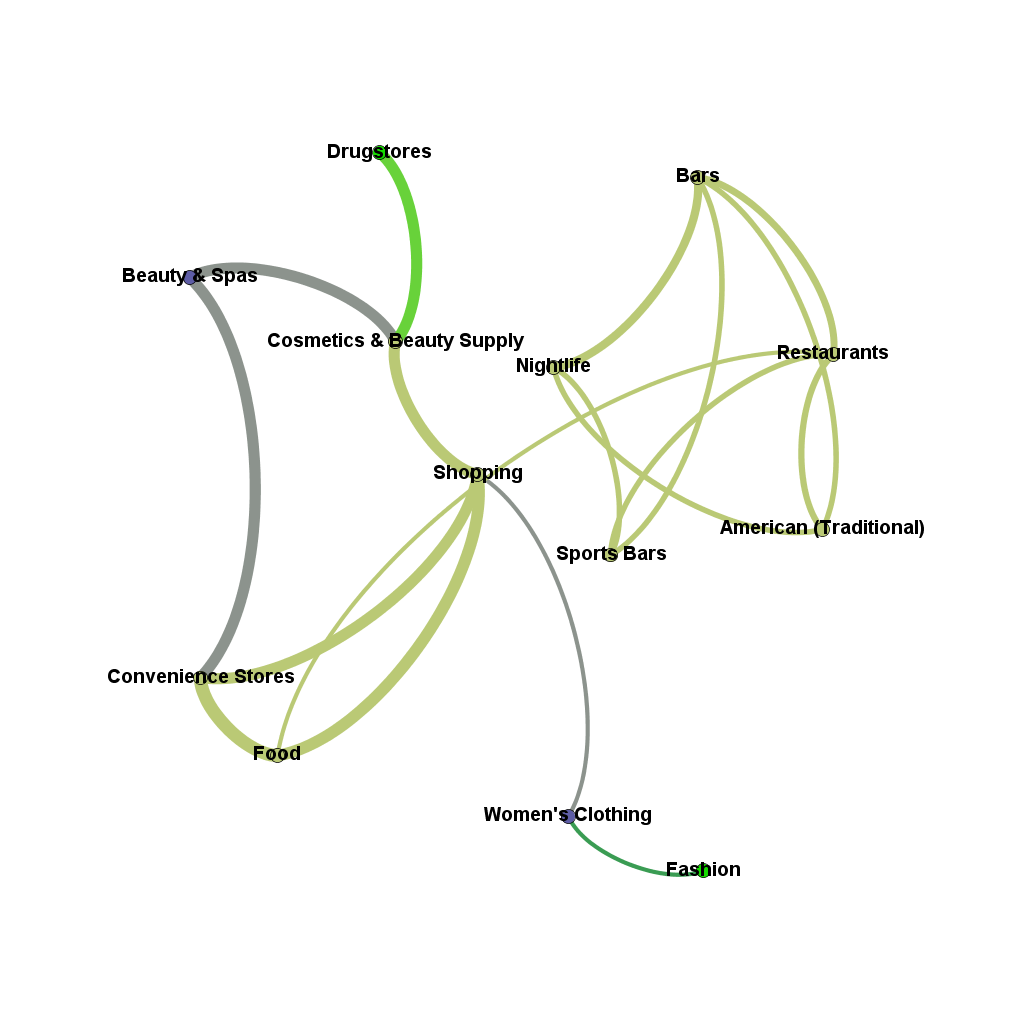 Drugstores
Bars
Beauty & Spas
Cosmetics & Beauty Supply
Restaurants
Nightlife
Shopping
American (Traditional)
Sports Bars
Convenience Stores
Food
Women's Clothing
Fashion